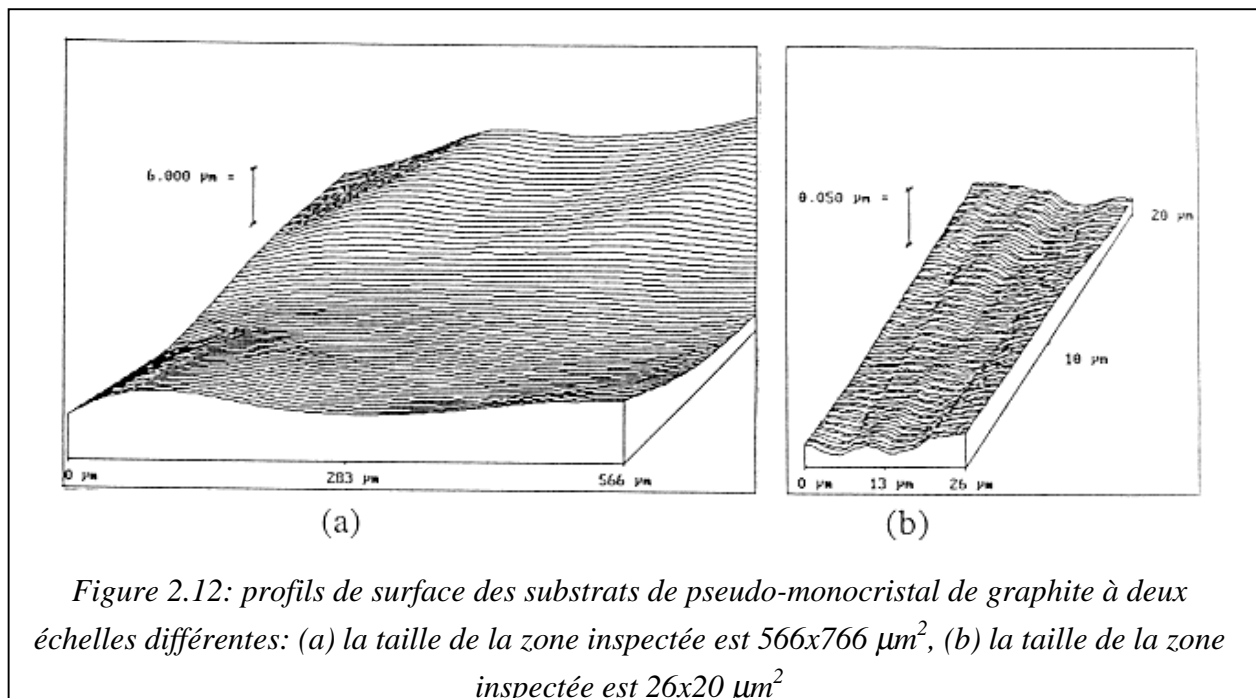 6.000 µm =
0 µm
283 µm
566 µm
(a)
0.050 µm =
20 µm
10 µm
0 µm 13 µm 26 µm
(b)
Figure 2.12: profils de surface des substrats de pseudo-monocristal de graphite à deux
échelles différentes: (a) la taille de la zone inspectée est 566x766 µm², (b) la taille de la zone
inspectée est 26x20 µm²